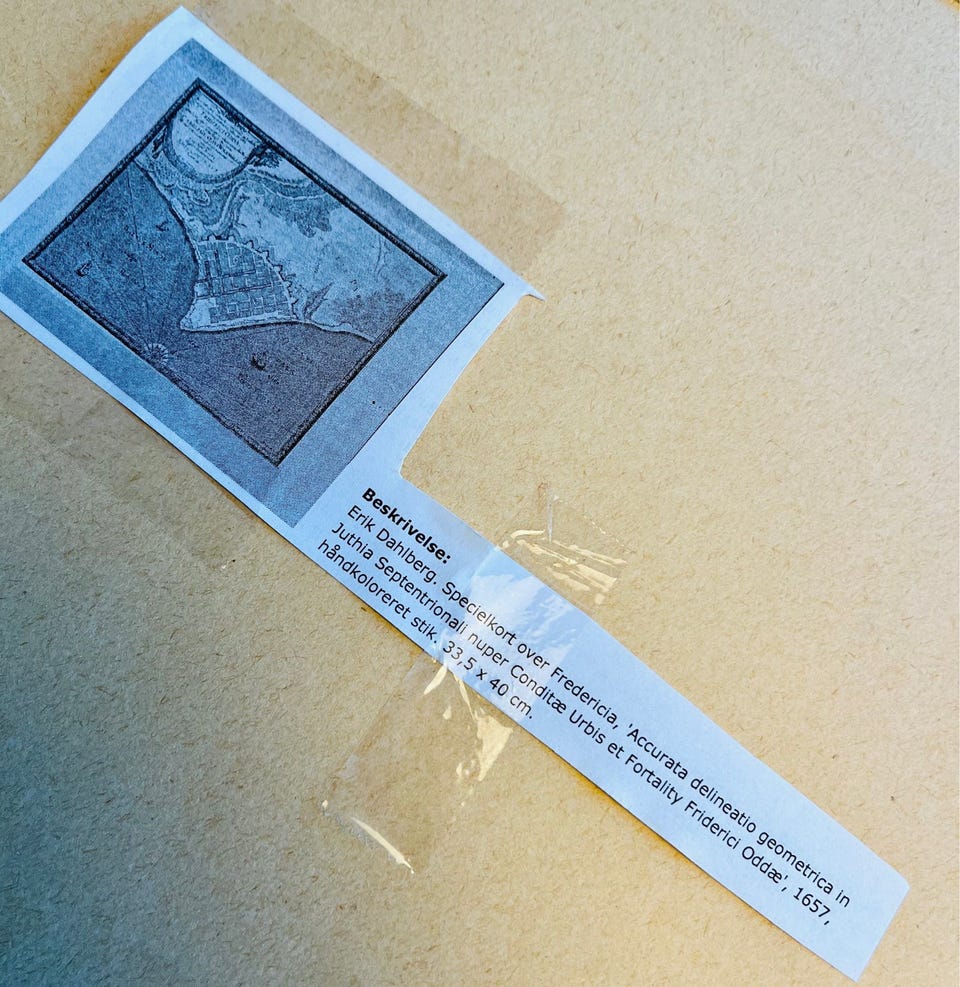 Beskrivelse:
Erik Dahlberg. Specielkort over Fredericia, 'Accurata delineatio geometrica in
Juthia Septentrionali nuper Conditæ Urbis et Fortality Friderici Oddæ', 1657,
håndkoloreret stik. 33,5 x 40 cm.